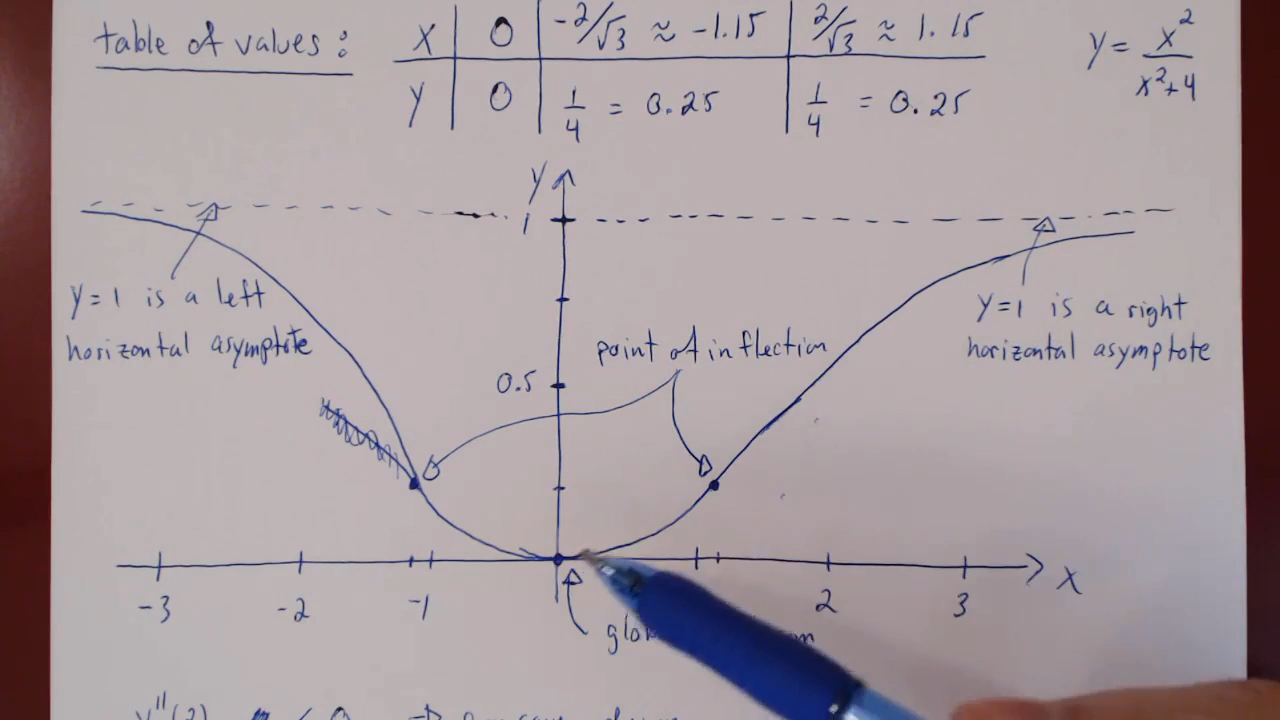 table of values:
X 0 -2/√3 ≈ -1.15 2/√3 ≈ 1.15
Y 0 1/4 = 0.25 1/4 = 0.25
y = x²/(x²+4)
y
1
y=1 is a left
horizontal asymptote
y=1 is a right
horizontal asymptote
point of inflection
0.5
-3 -2 -1 2 3 x
y''(2) < 0